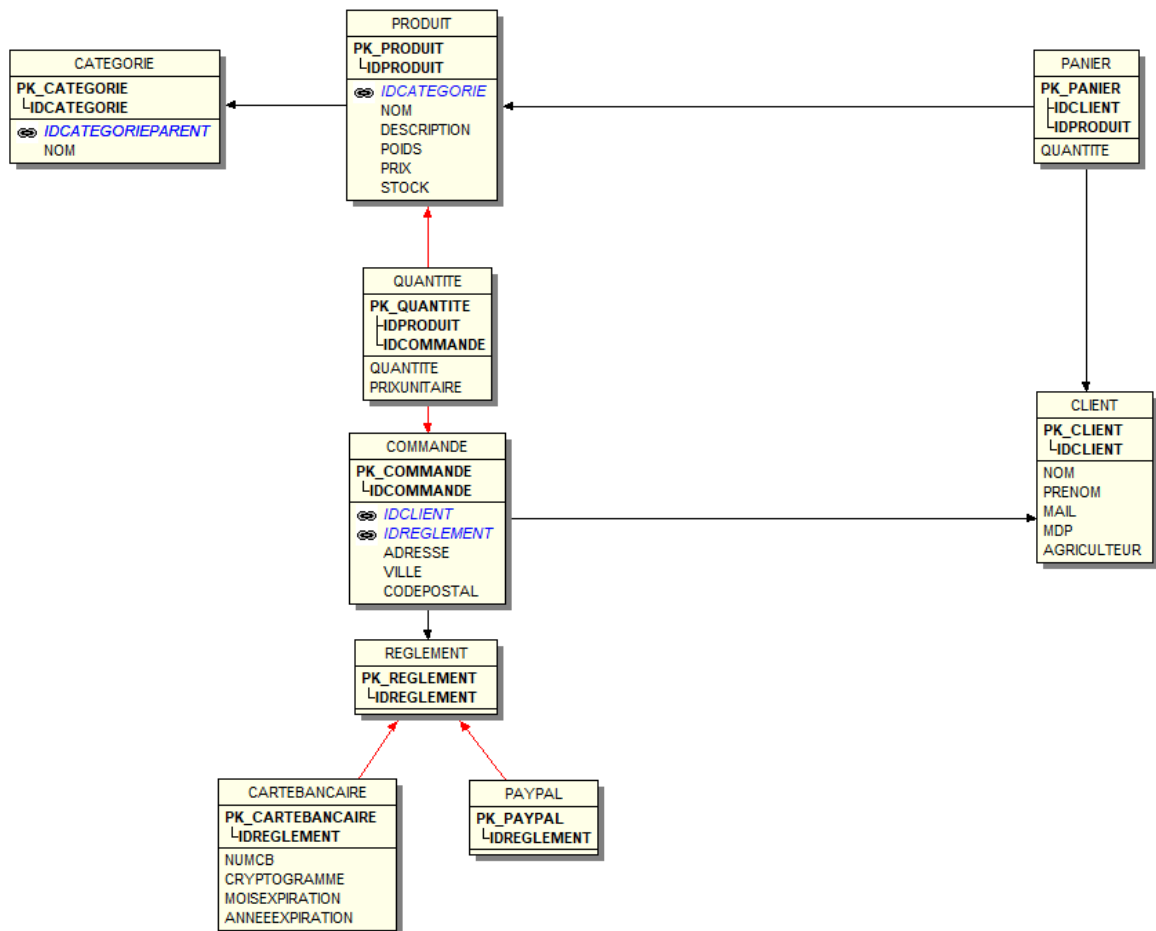 PRODUIT
PK_PRODUIT
IDPRODUIT
IDCATEGORIE
NOM
DESCRIPTION
POIDS
PRIX
STOCK
CATEGORIE
PK_CATEGORIE
IDCATEGORIE
IDCATEGORIEPARENT
NOM
PANIER
PK_PANIER
IDCLIENT
IDPRODUIT
QUANTITE
QUANTITE
PK_QUANTITE
IDPRODUIT
IDCOMMANDE
QUANTITE
PRIXUNITAIRE
CLIENT
PK_CLIENT
IDCLIENT
NOM
PRENOM
MAIL
MDP
AGRICULTEUR
COMMANDE
PK_COMMANDE
IDCOMMANDE
IDCLIENT
IDREGLEMENT
ADRESSE
VILLE
CODEPOSTAL
REGLEMENT
PK_REGLEMENT
IDREGLEMENT
CARTEBANCAIRE
PK_CARTEBANCAIRE
IDREGLEMENT
NUMCB
CRYPTOGRAMME
MOISEXPIRATION
ANNEEEXPIRATION
PAYPAL
PK_PAYPAL
IDREGLEMENT